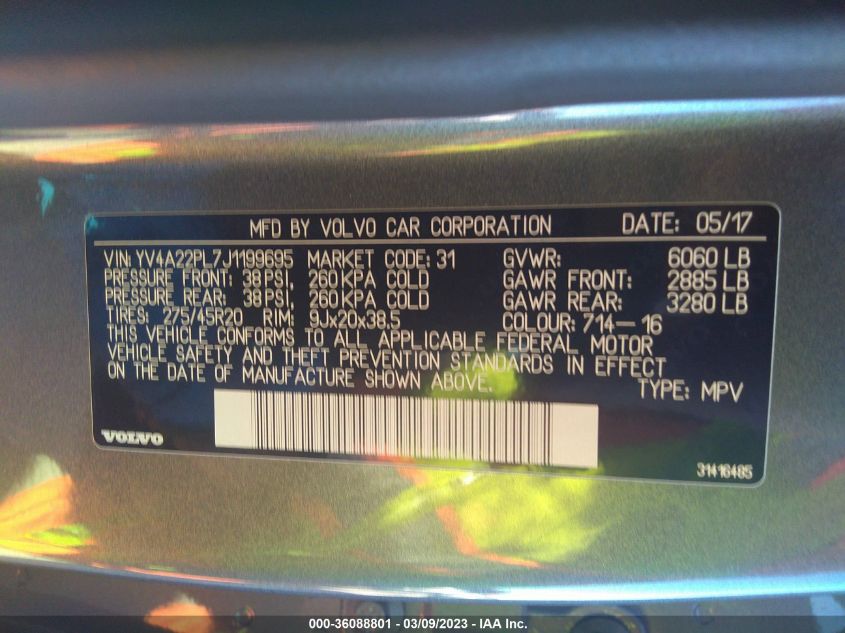 MFD BY VOLVO CAR CORPORATION DATE: 05/17
VIN: YV4A22PL7J1199695 MARKET CODE: 31 GVWR: 6060 LB
PRESSURE FRONT: 38 PSI, 260 KPA COLD GAWR FRONT: 2885 LB
PRESSURE REAR: 38 PSI, 260 KPA COLD GAWR REAR: 3280 LB
TIRES: 275/45R20 RIM: 9Jx20x38.5 COLOUR: 714-16
THIS VEHICLE CONFORMS TO ALL APPLICABLE FEDERAL MOTOR
VEHICLE SAFETY AND THEFT PREVENTION STANDARDS IN EFFECT
ON THE DATE OF MANUFACTURE SHOWN ABOVE.
TYPE: MPV
VOLVO
31416485
000-36088801 - 03/09/2023 - IAA Inc.